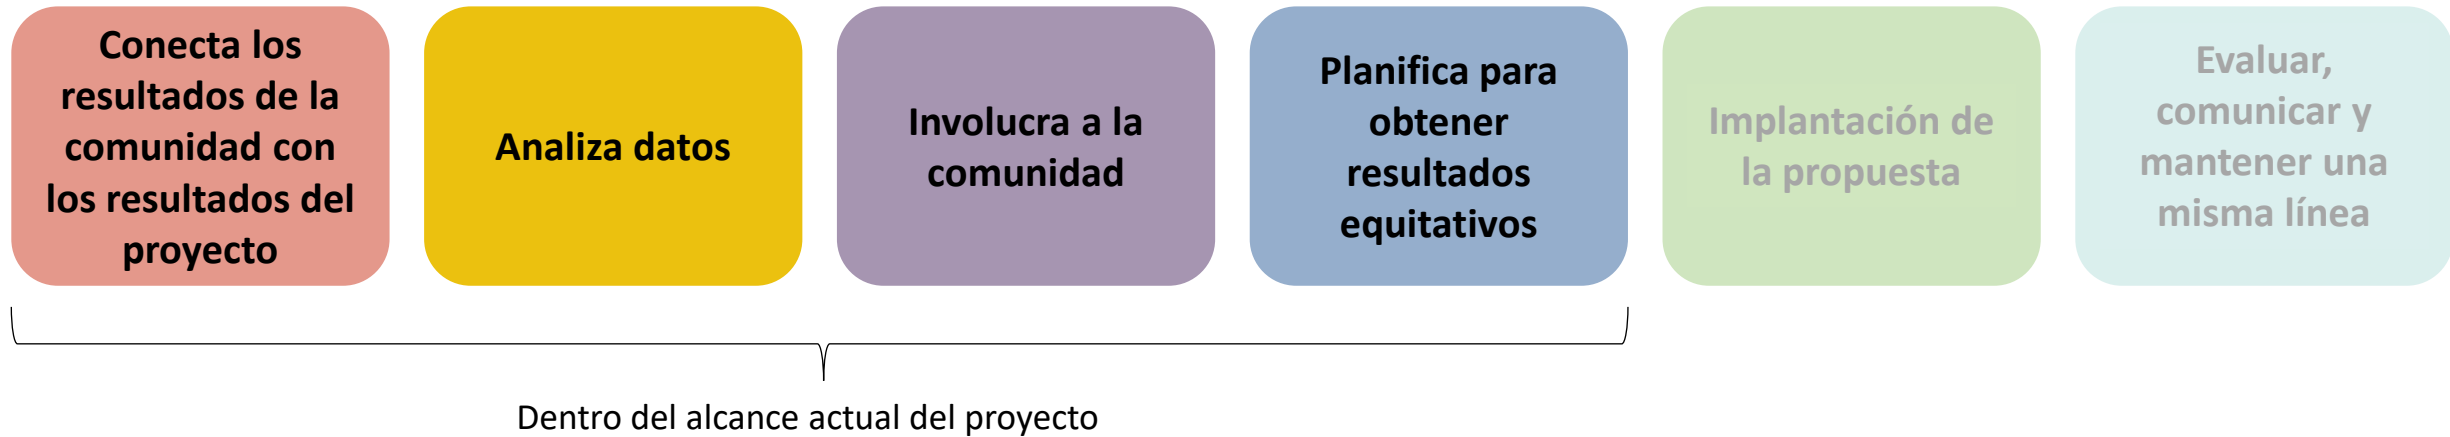 Conecta los
resultados de la
comunidad con
los resultados del
proyecto
Analiza datos
Involucra a la
comunidad
Planifica para
obtener
resultados
equitativos
Implantación de
la propuesta
Evaluar,
comunicar y
mantener una
misma línea
Dentro del alcance actual del proyecto